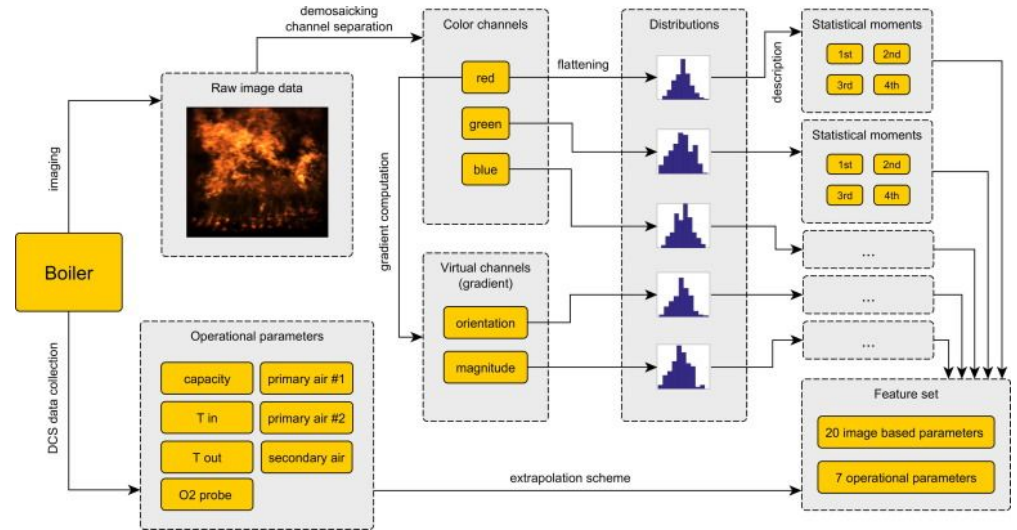 demosaicking
channel separation
Color channels
Distributions
Statistical moments
flattening
description
red
1st
2nd
3rd
4th
Raw image data
green
Statistical moments
imaging
blue
1st
2nd
3rd
4th
gradient computation
Boiler
Virtual channels
(gradient)
...
orientation
...
Operational parameters
magnitude
...
DCS data collection
capacity
primary air #1
Feature set
T in
primary air #2
20 image based parameters
T out
secondary air
extrapolation scheme
7 operational parameters
O2 probe